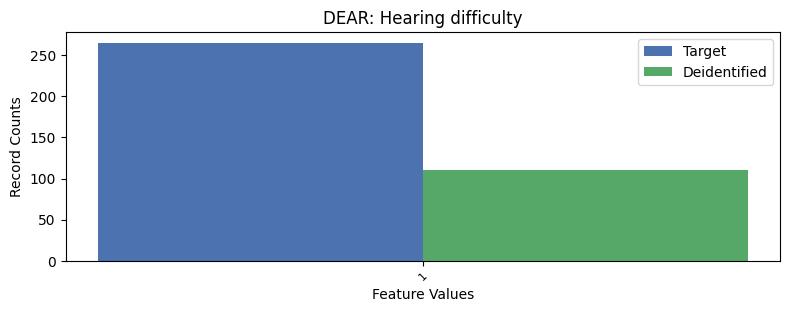 DEAR: Hearing difficulty
Target
Deidentified
Record Counts
250
200
150
100
50
0
1
Feature Values